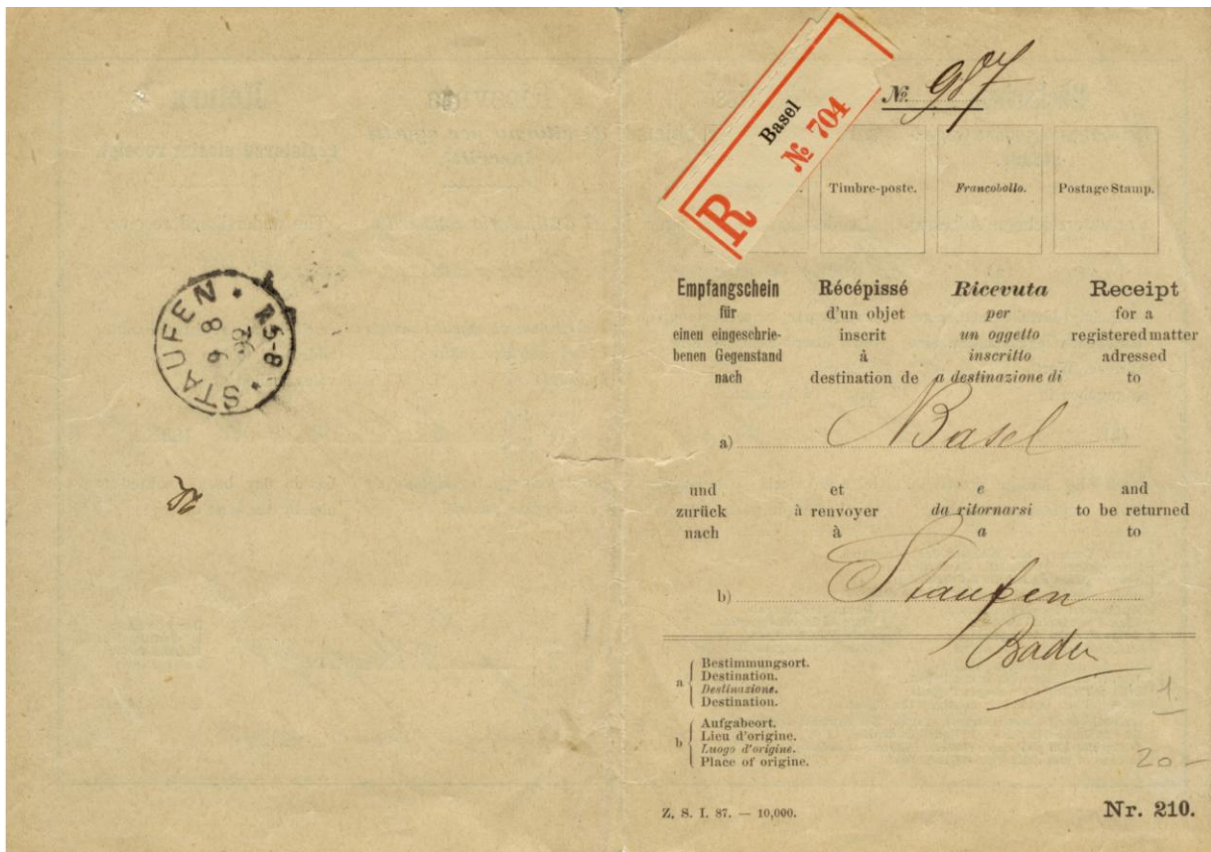 STAUFEN
R 5-8
9 8
R
Basel
№ 704
№ 987
Timbre-poste.
Francobollo.
Postage Stamp.
Empfangschein Récépissé Ricevuta Receipt
für d'un objet per for a
einen eingeschrie- inscrit un oggetto registered matter
benen Gegenstand à inscritto adressed
nach destination de a destinazione di to
a) Basel
und et e and
zurück à renvoyer da ritornarsi to be returned
nach à a to
b) Staufen
Baden
a Bestimmungsort.
Destination.
Destinazione.
Destination.
b Aufgabeort.
Lieu d'origine.
Luogo d'origine.
Place of origine.
1.
20 –
Z. S. I. 87. — 10,000. Nr. 210.